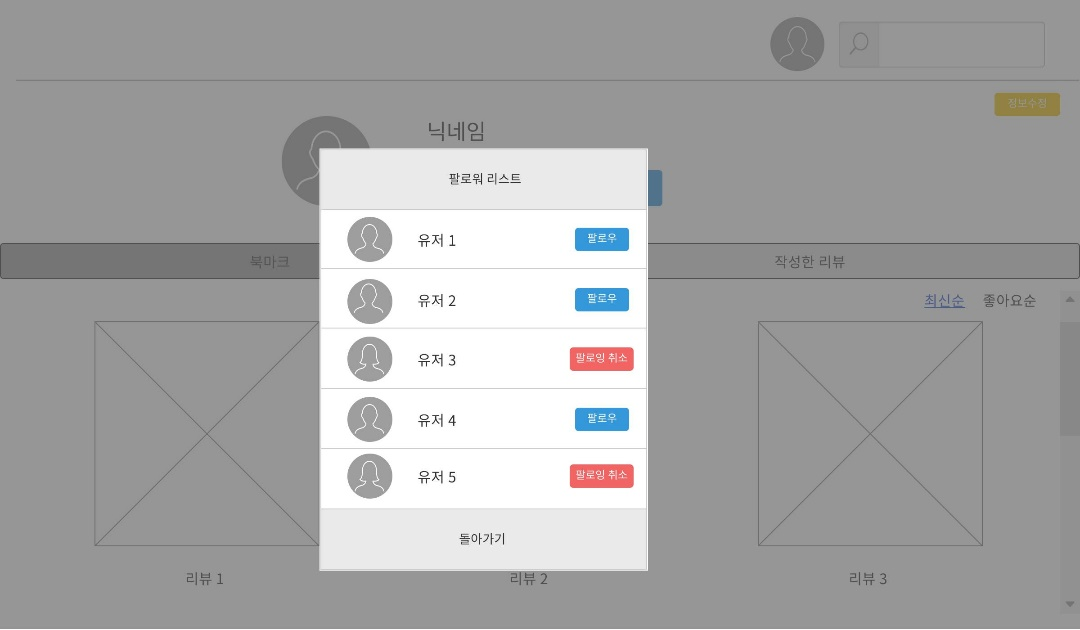 정보수정
닉네임
팔로워 리스트
유저 1 팔로우
유저 2 팔로우
유저 3 팔로잉 취소
유저 4 팔로우
유저 5 팔로잉 취소
돌아가기
북마크 작성한 리뷰
최신순 좋아요순
리뷰 1 리뷰 2 리뷰 3